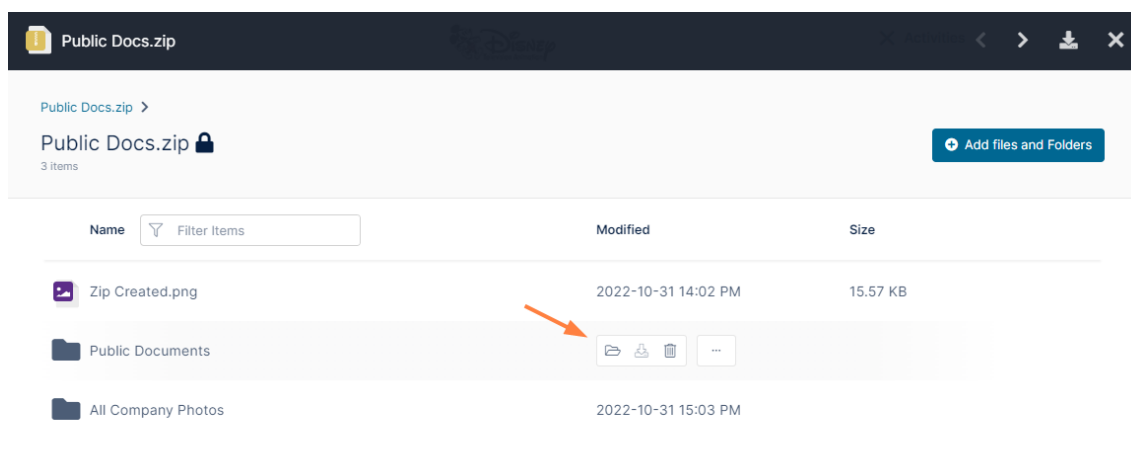 Public Docs.zip
Disney
Public Docs.zip
Public Docs.zip
3 items
Add files and Folders
Name
Filter Items
Modified
Size
Zip Created.png
2022-10-31 14:02 PM
15.57 KB
Public Documents
All Company Photos
2022-10-31 15:03 PM